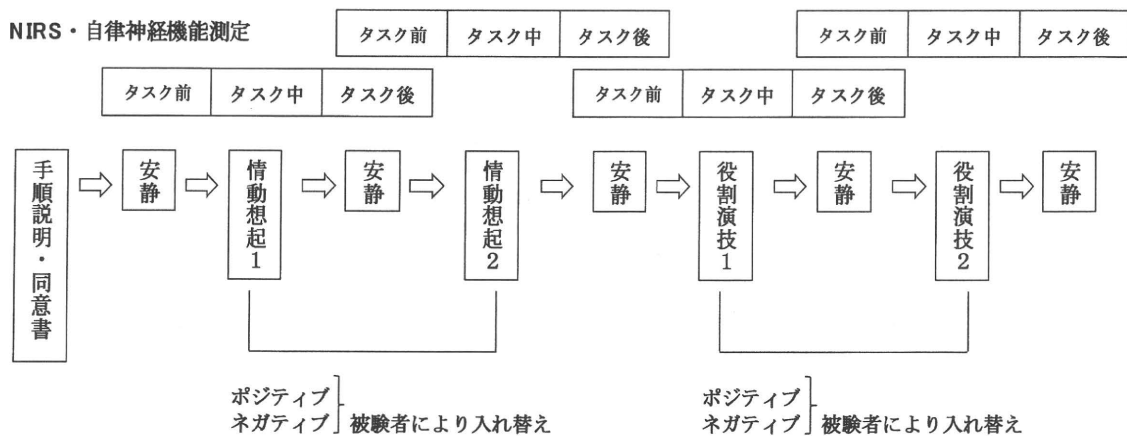 NIRS・自律神経機能測定
タスク前 タスク中 タスク後
タスク前 タスク中 タスク後
タスク前 タスク中 タスク後
タスク前 タスク中 タスク後
手順説明・同意書
安静
情動想起1
安静
情動想起2
安静
役割演技1
安静
役割演技2
安静
ポジティブ
ネガティブ 被験者により入れ替え
ポジティブ
ネガティブ 被験者により入れ替え